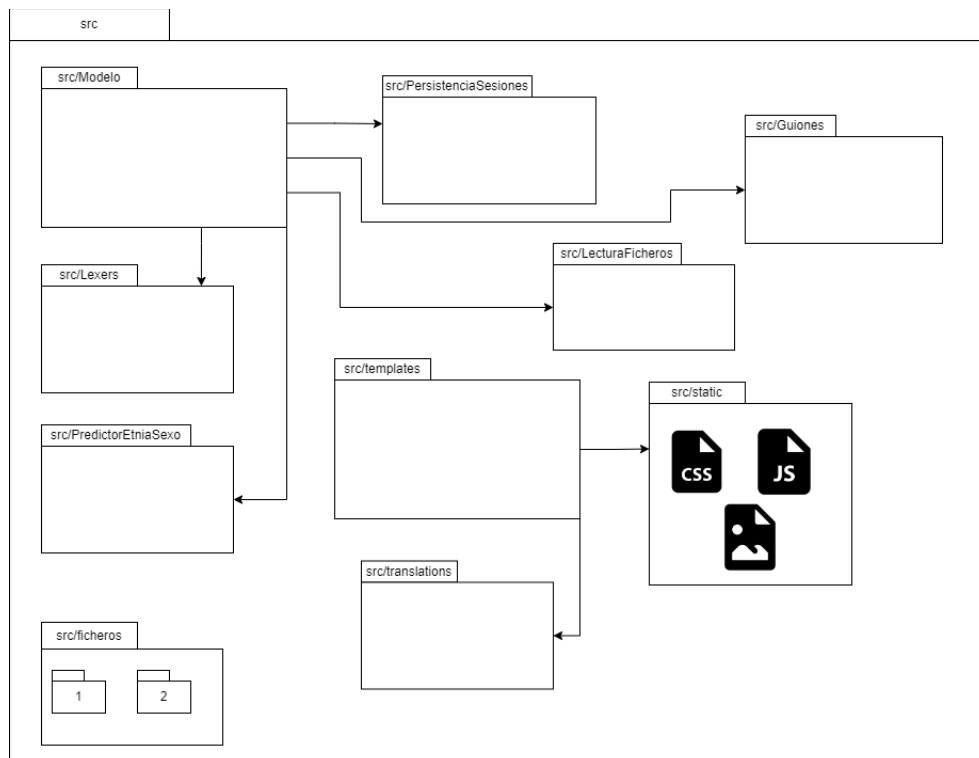 src
src/Modelo
src/PersistenciaSesiones
src/Guiones
src/LecturaFicheros
src/Lexers
src/templates
src/static
CSS
JS
src/PredictorEtniaSexo
src/translations
src/ficheros
1
2